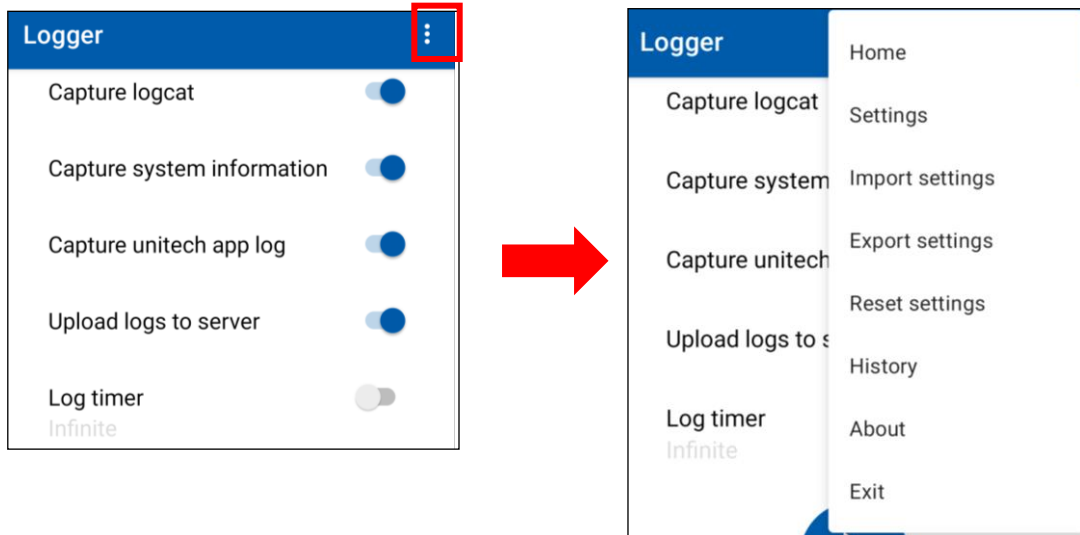 Logger
Capture logcat
Capture system information
Capture unitech app log
Upload logs to server
Log timer
Infinite
Logger
Capture logcat
Capture system
Capture unitech
Upload logs to s
Log timer
Infinite
Home
Settings
Import settings
Export settings
Reset settings
History
About
Exit